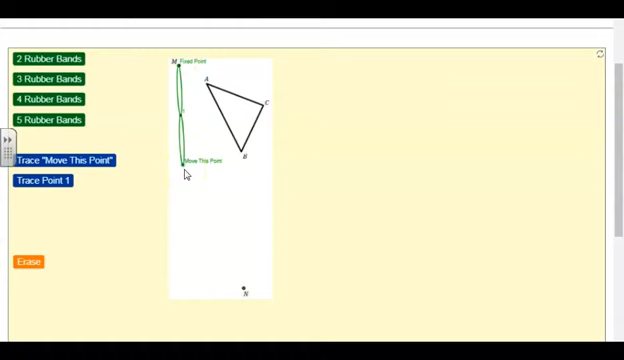 2 Rubber Bands
3 Rubber Bands
4 Rubber Bands
5 Rubber Bands
Trace "Move This Point"
Trace Point 1
Erase
M Fixed Point
A
C
1
B
Move This Point
N